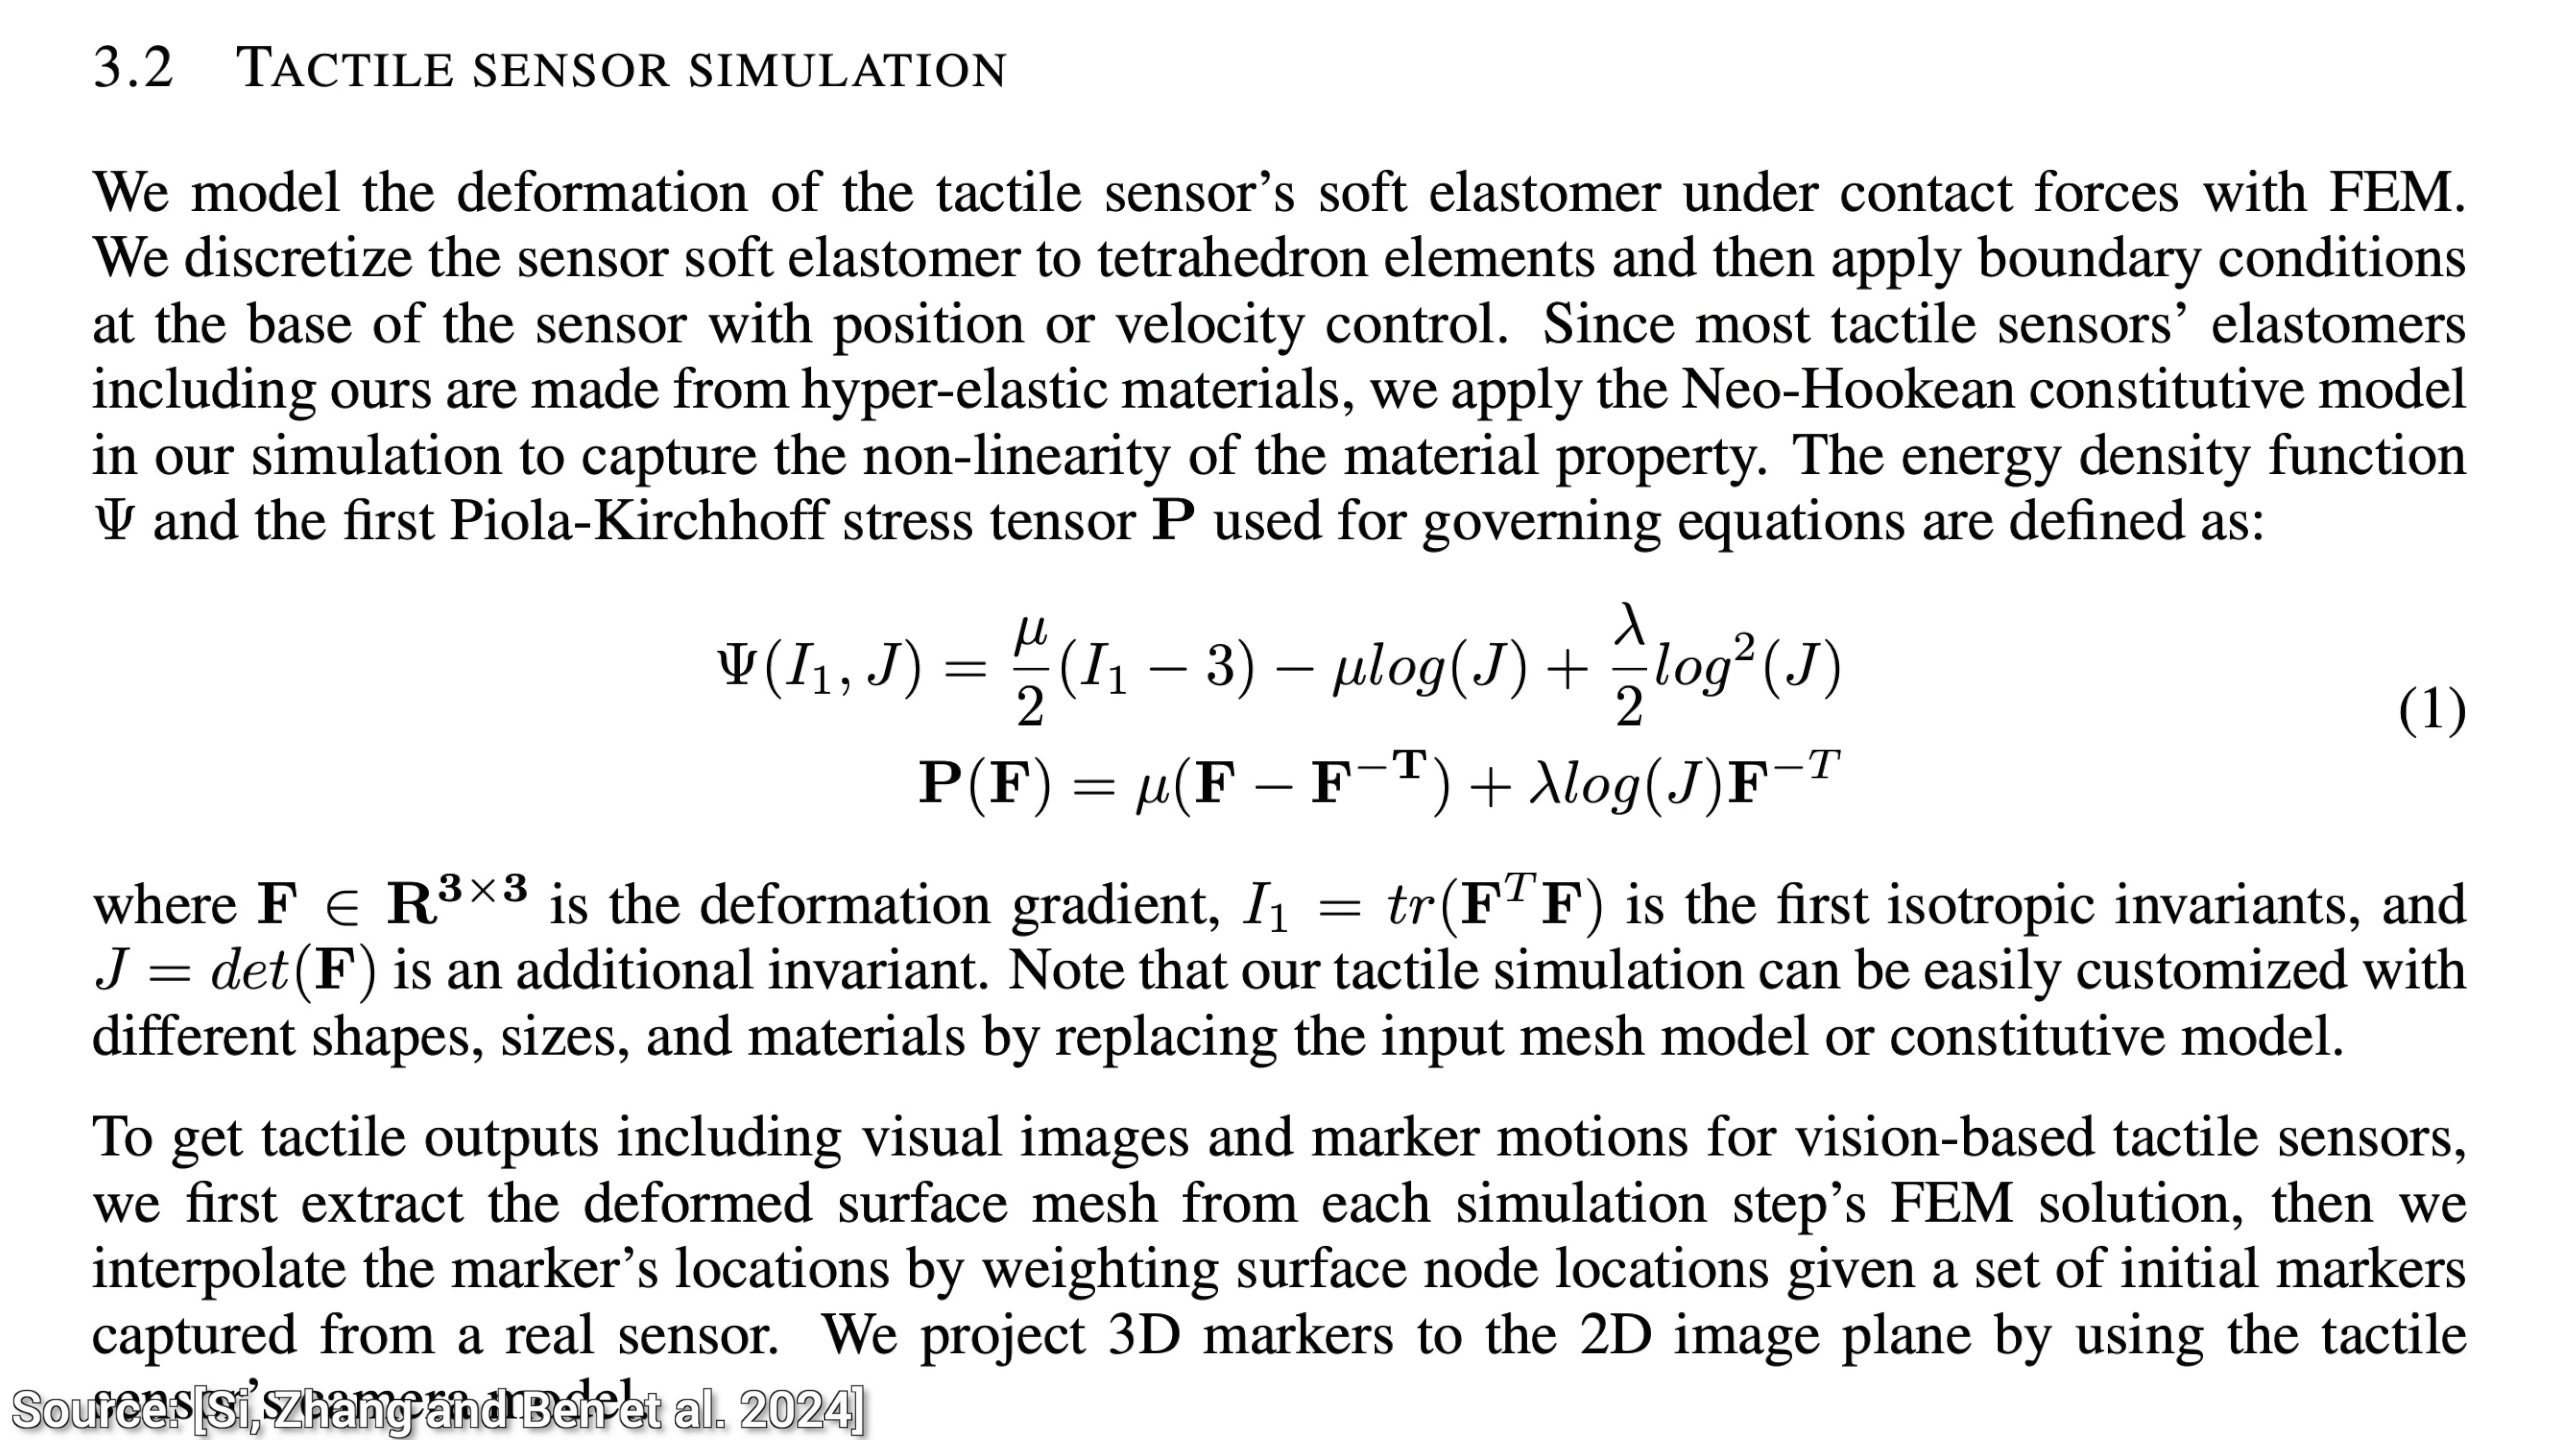 3.2 TACTILE SENSOR SIMULATION
We model the deformation of the tactile sensor’s soft elastomer under contact forces with FEM.
We discretize the sensor soft elastomer to tetrahedron elements and then apply boundary conditions
at the base of the sensor with position or velocity control. Since most tactile sensors’ elastomers
including ours are made from hyper-elastic materials, we apply the Neo-Hookean constitutive model
in our simulation to capture the non-linearity of the material property. The energy density function
Ψ and the first Piola-Kirchhoff stress tensor P used for governing equations are defined as:
Ψ(I₁, J) = μ/2 (I₁ − 3) − μlog(J) + λ/2 log²(J)
(1)
P(F) = μ(F − F^−T) + λlog(J)F^−T
where F ∈ R^3×3 is the deformation gradient, I₁ = tr(F^T F) is the first isotropic invariants, and
J = det(F) is an additional invariant. Note that our tactile simulation can be easily customized with
different shapes, sizes, and materials by replacing the input mesh model or constitutive model.
To get tactile outputs including visual images and marker motions for vision-based tactile sensors,
we first extract the deformed surface mesh from each simulation step’s FEM solution, then we
interpolate the marker’s locations by weighting surface node locations given a set of initial markers
captured from a real sensor. We project 3D markers to the 2D image plane by using the tactile
sensor’s camera model.
Source: [Si, Zhang and Ben et al. 2024]